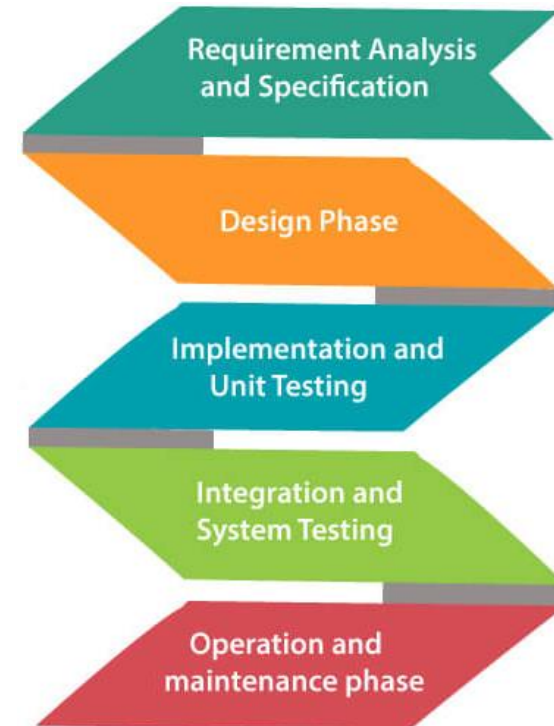 Requirement Analysis
and Specification
Design Phase
Implementation and
Unit Testing
Integration and
System Testing
Operation and
maintenance phase